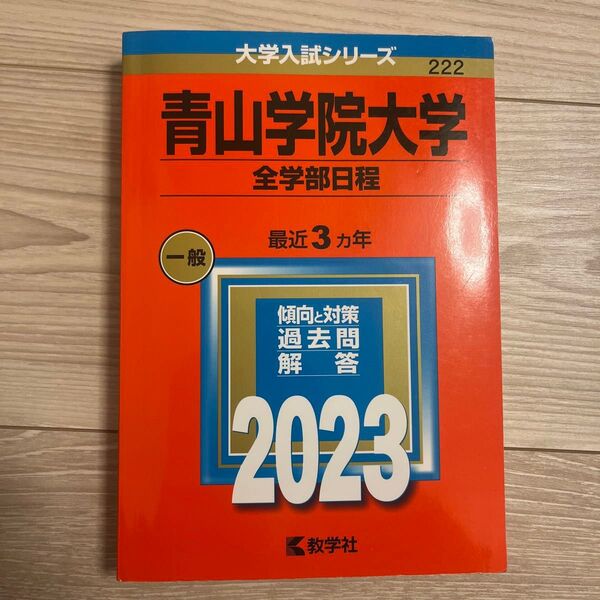 大学入試シリーズ
222
青山学院大学
全学部日程
最近3ヵ年
一般
傾向と対策
過去問
解答
2023
教学社